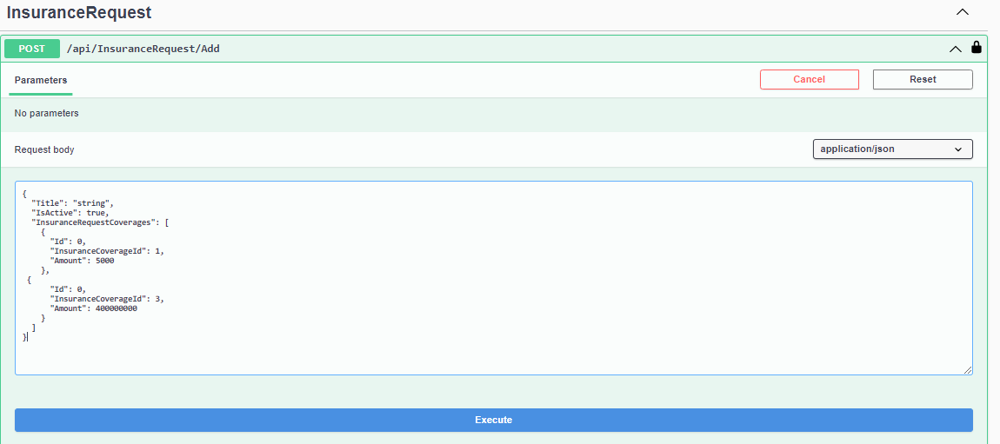 InsuranceRequest
POST /api/InsuranceRequest/Add
Parameters Cancel Reset
No parameters
Request body application/json
{
  "Title": "string",
  "IsActive": true,
  "InsuranceRequestCoverages": [
    {
      "Id": 0,
      "InsuranceCoverageId": 1,
      "Amount": 5000
    },
 {
      "Id": 0,
      "InsuranceCoverageId": 3,
      "Amount": 400000000
    }
  ]
}
Execute